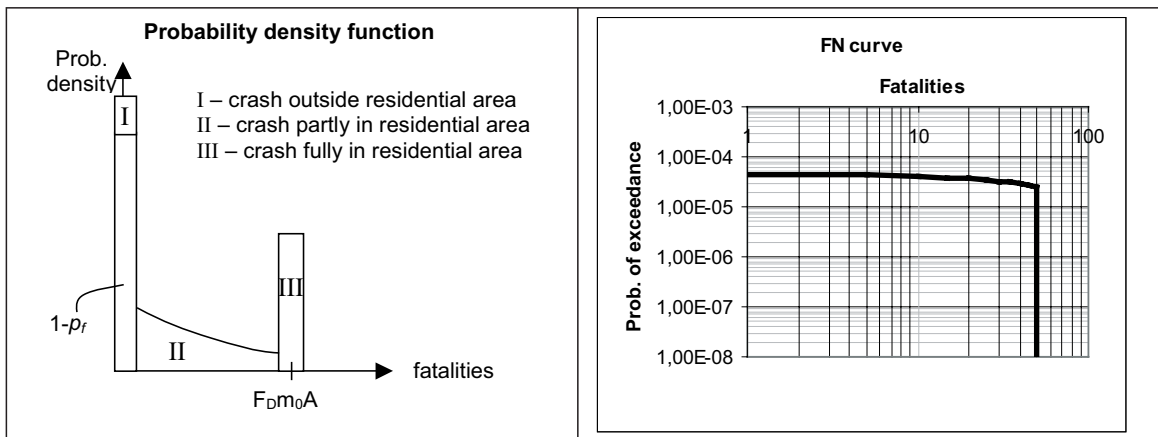 Probability density function
Prob.
density
I – crash outside residential area
II – crash partly in residential area
III – crash fully in residential area
I
III
1-pf
II
fatalities
FDm0A
FN curve
Fatalities
Prob. of exceedance
1,00E-03
1,00E-04
1,00E-05
1,00E-06
1,00E-07
1,00E-08
1
10
100